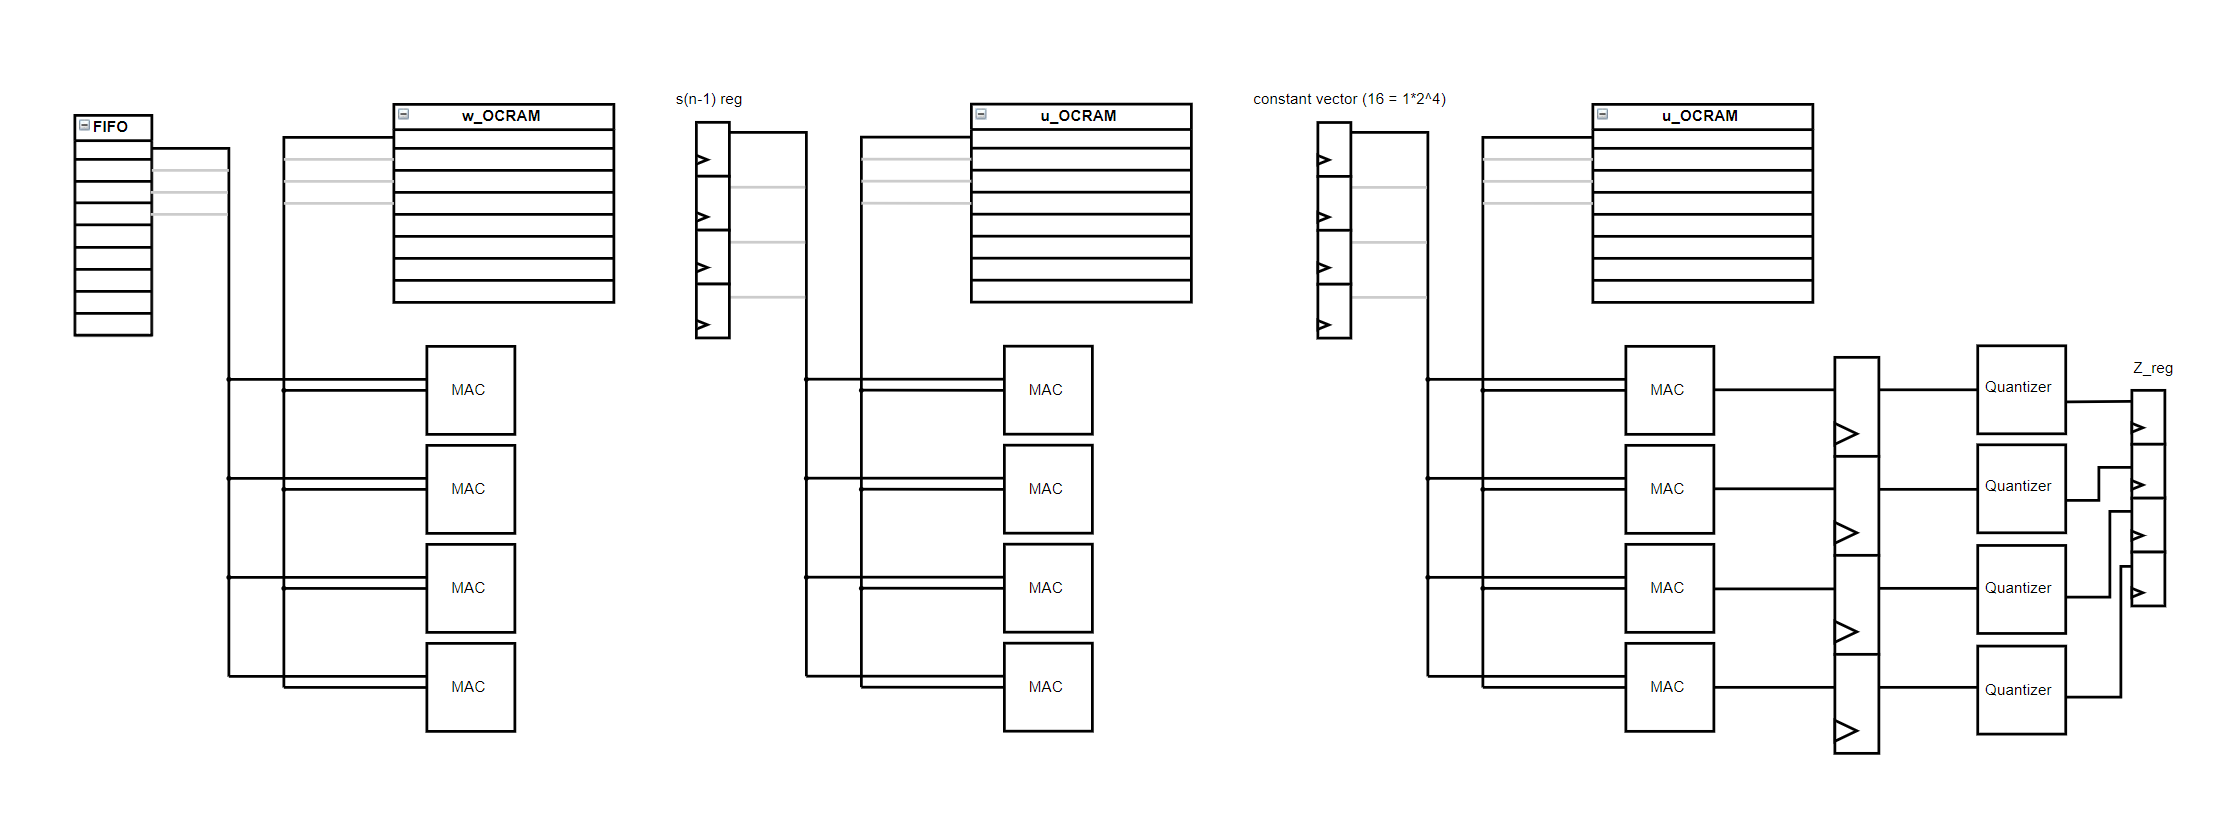 s(n-1) reg
constant vector (16 = 1*2^4)
FIFO
w_OCRAM
u_OCRAM
u_OCRAM
Z_reg
MAC
MAC
MAC
Quantizer
MAC
MAC
MAC
Quantizer
MAC
MAC
MAC
Quantizer
MAC
MAC
MAC
Quantizer